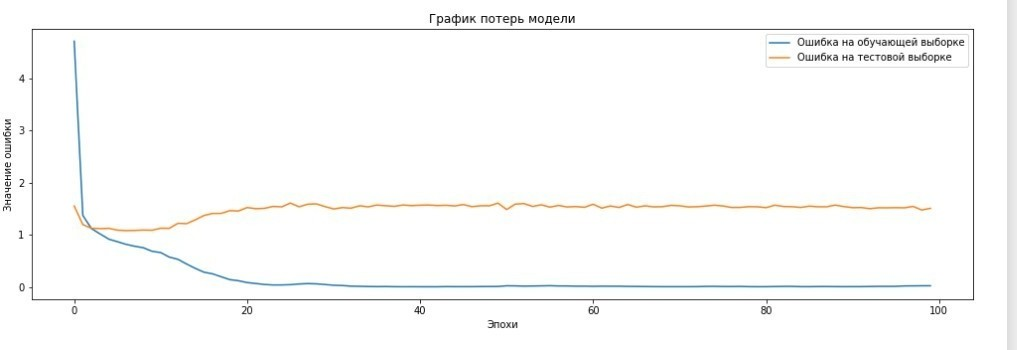 График потерь модели
Ошибка на обучающей выборке
Ошибка на тестовой выборке
Значение ошибки
4
3
2
1
0
0 20 40 60 80 100
Эпохи